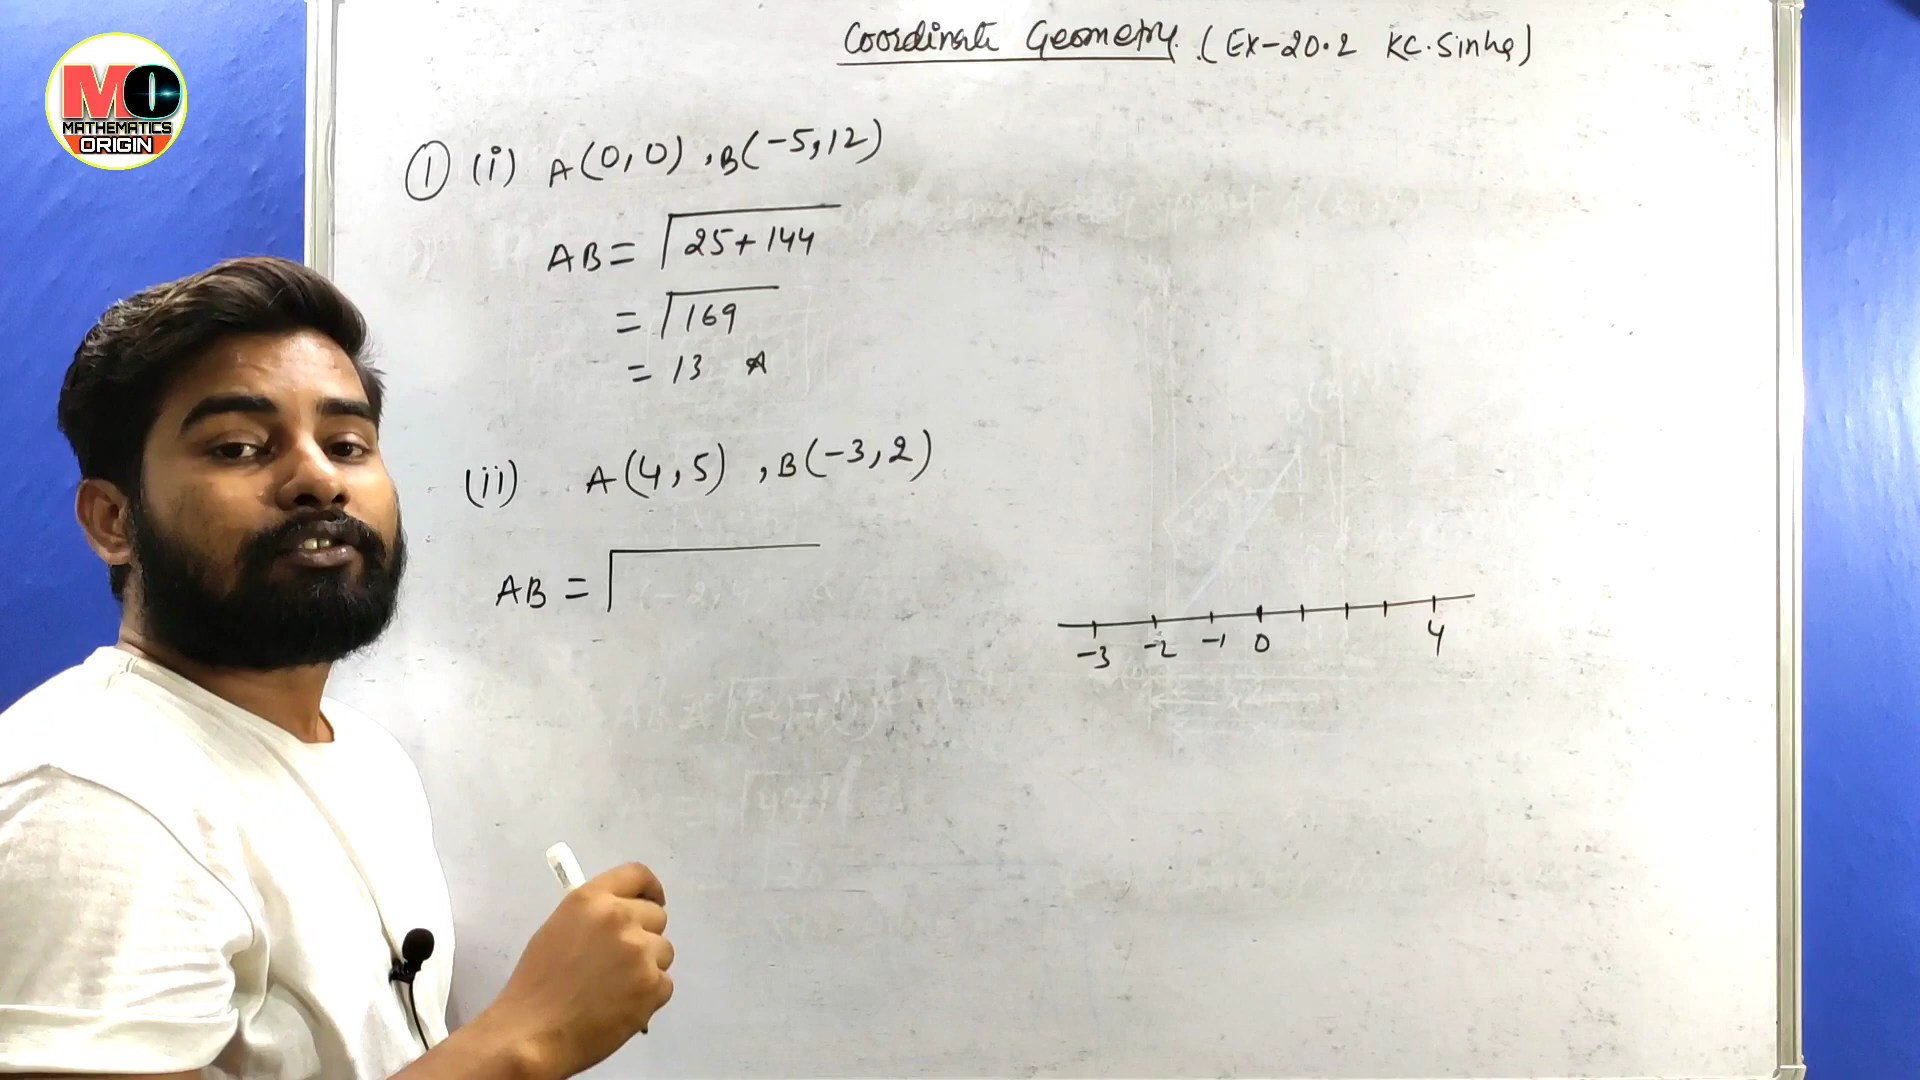 MO
MATHEMATICS
ORIGIN
Coordinate Geometry. (Ex-20.2 KC.Sinha)
① (i) A(0,0) , B(-5,12)
AB = √25+144
= √169
= 13 A
(ii) A(4,5) , B(-3,2)
AB = √
-3 -2 -1 0 4